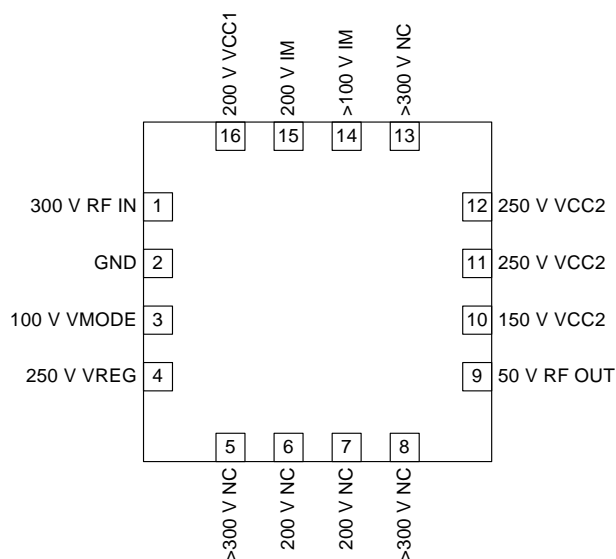 200 V VCC1
200 V IM
>100 V IM
>300 V NC
16
15
14
13
300 V RF IN
1
12
250 V VCC2
GND
2
11
250 V VCC2
100 V VMODE
3
10
150 V VCC2
250 V VREG
4
9
50 V RF OUT
5
6
7
8
>300 V NC
200 V NC
200 V NC
>300 V NC